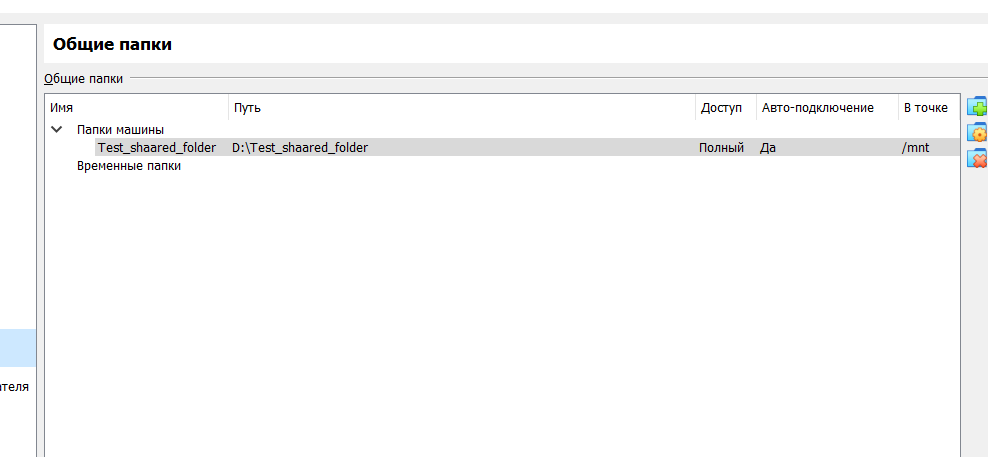 Общие папки
Общие папки
Имя Путь Доступ Авто-подключение В точке
Папки машины
Test_shaared_folder D:\Test_shaared_folder Полный Да /mnt
Временные папки
ателя